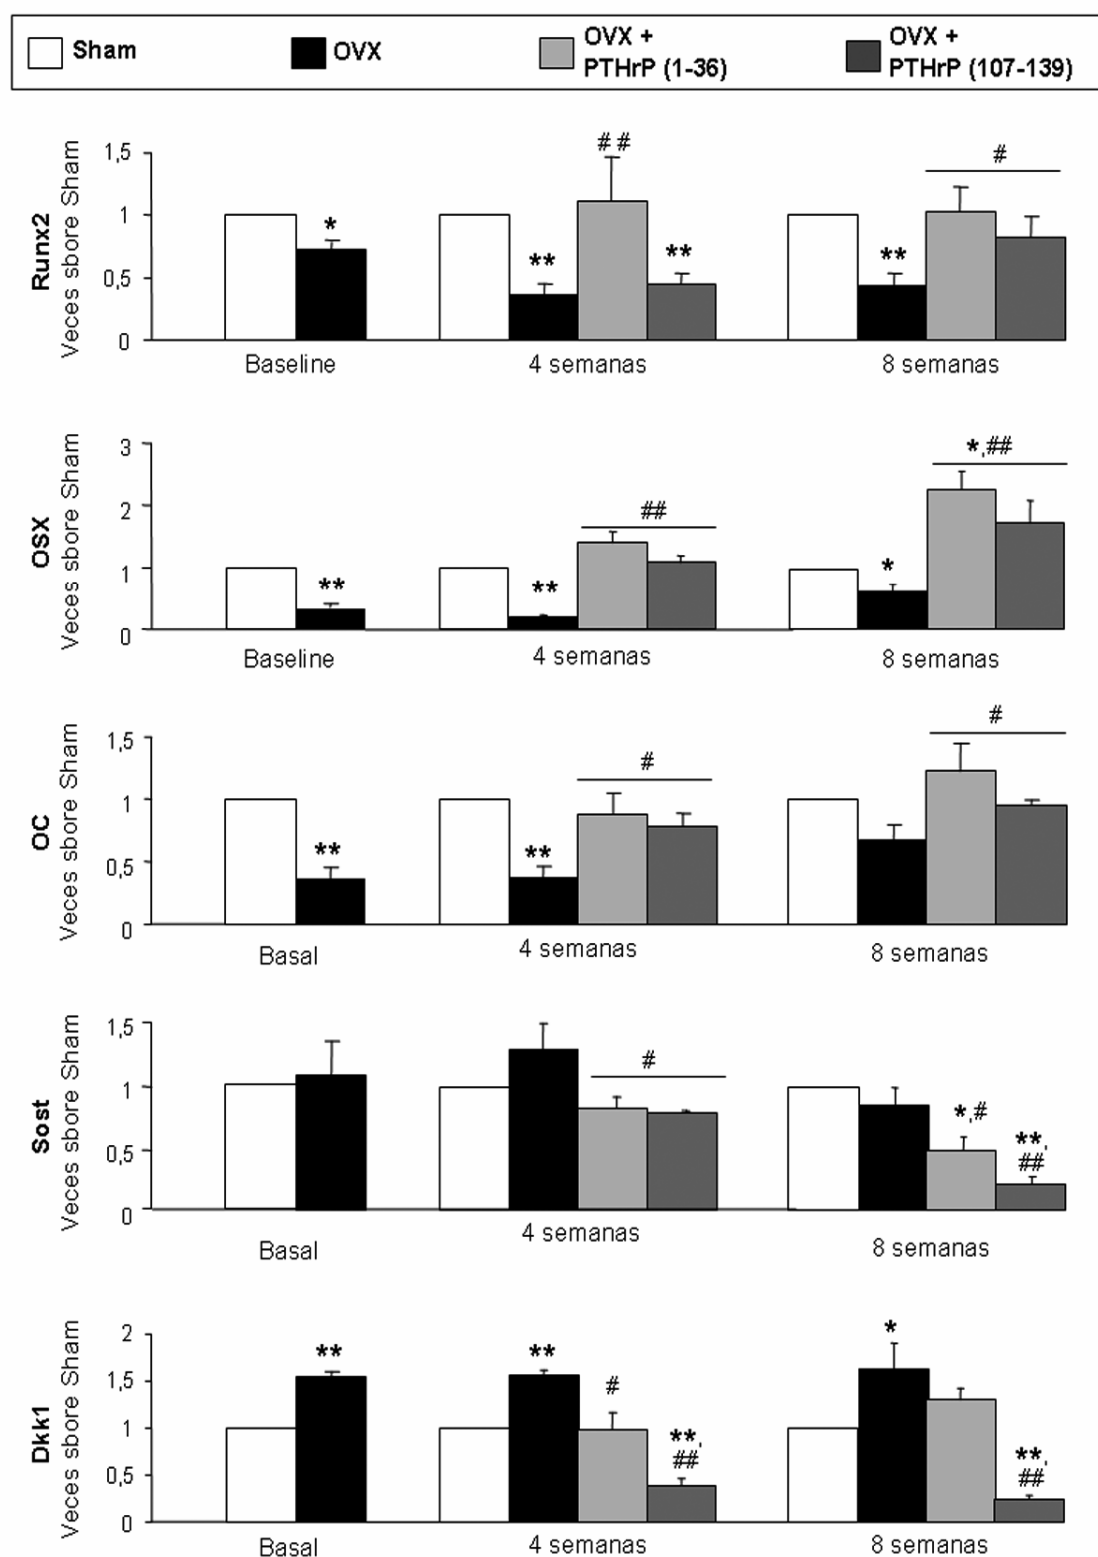 Sham
OVX
OVX +
PTHrP (1-36)
OVX +
PTHrP (107-139)
Runx2
Veces sbore Sham
1,5
1
0,5
0
*
**
# #
**
**
#
Baseline
4 semanas
8 semanas
OSX
Veces sbore Sham
3
2
1
0
**
**
##
*
*,##
Baseline
4 semanas
8 semanas
OC
Veces sbore Sham
1,5
1
0,5
0
**
**
#
#
Basal
4 semanas
8 semanas
Sost
Veces sbore Sham
1,5
1
0,5
0
#
*,#
**,
##
Basal
4 semanas
8 semanas
Dkk1
Veces sbore Sham
2
1,5
1
0,5
0
**
**
#
**,
##
*
**,
##
Basal
4 semanas
8 semanas